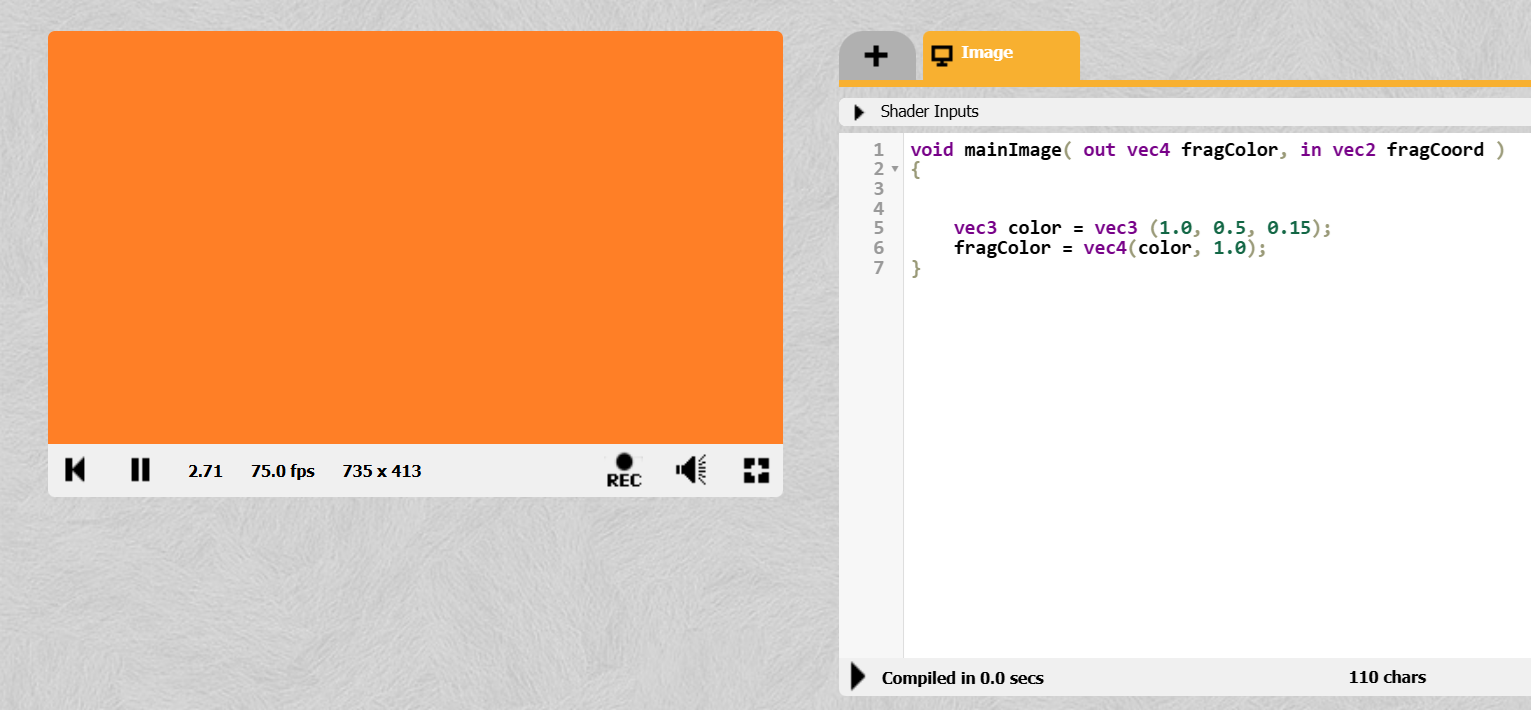 + Image
Shader Inputs
1 void mainImage( out vec4 fragColor, in vec2 fragCoord )
2 {
3
4
5 vec3 color = vec3 (1.0, 0.5, 0.15);
6 fragColor = vec4(color, 1.0);
7 }
2.71 75.0 fps 735 x 413 REC
Compiled in 0.0 secs 110 chars